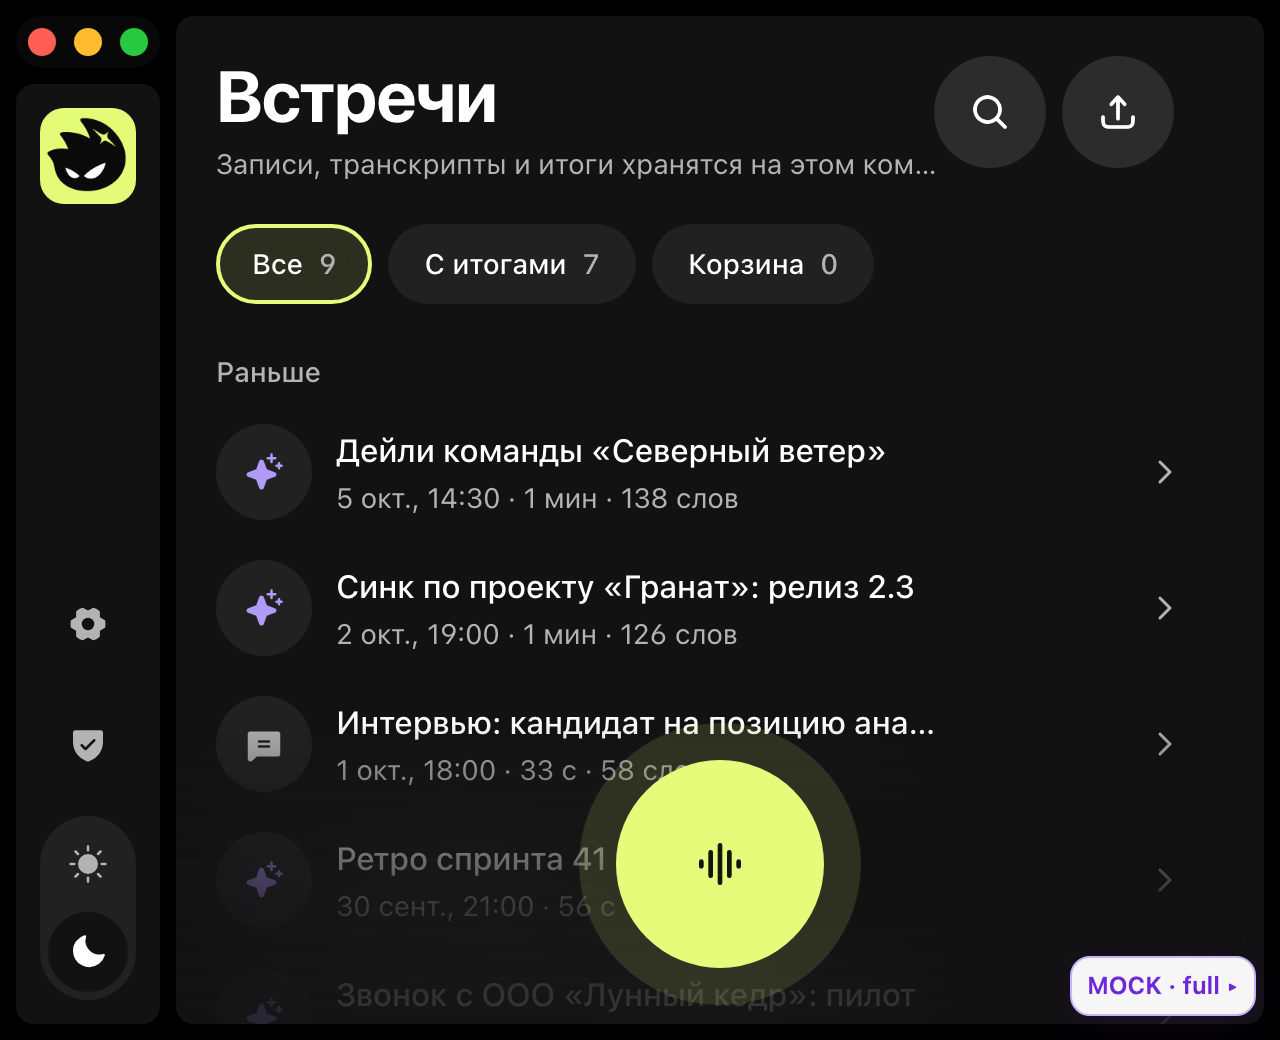 Встречи
Записи, транскрипты и итоги хранятся на этом ком...
Все 9
С итогами 7
Корзина 0
Раньше
Дейли команды «Северный ветер»
5 окт., 14:30 · 1 мин · 138 слов
Синк по проекту «Гранат»: релиз 2.3
2 окт., 19:00 · 1 мин · 126 слов
Интервью: кандидат на позицию ана...
1 окт., 18:00 · 33 с · 58
Ретро спринта 41
30 сент., 21:00 · 56 с
Звонок с ООО «Лунный кедр»: пилот
MOCK · full ▸